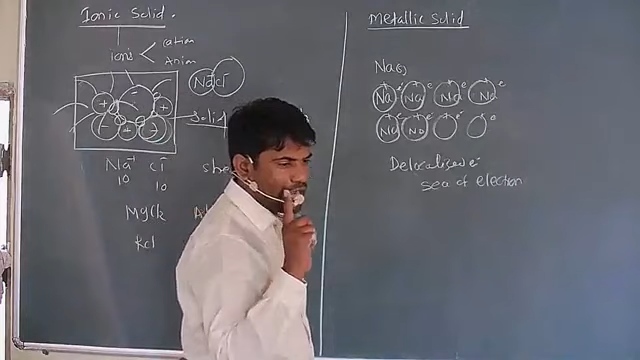 Ionic Solid.
ion's
cation
Anion
NaCl
+ - +
- + -
Solid
Na+ Cl-
10 10
MgCl2
KCl
Metallic Solid
Na(s)
Na Na Na Na
Na Na
Delocalised e-
sea of electron